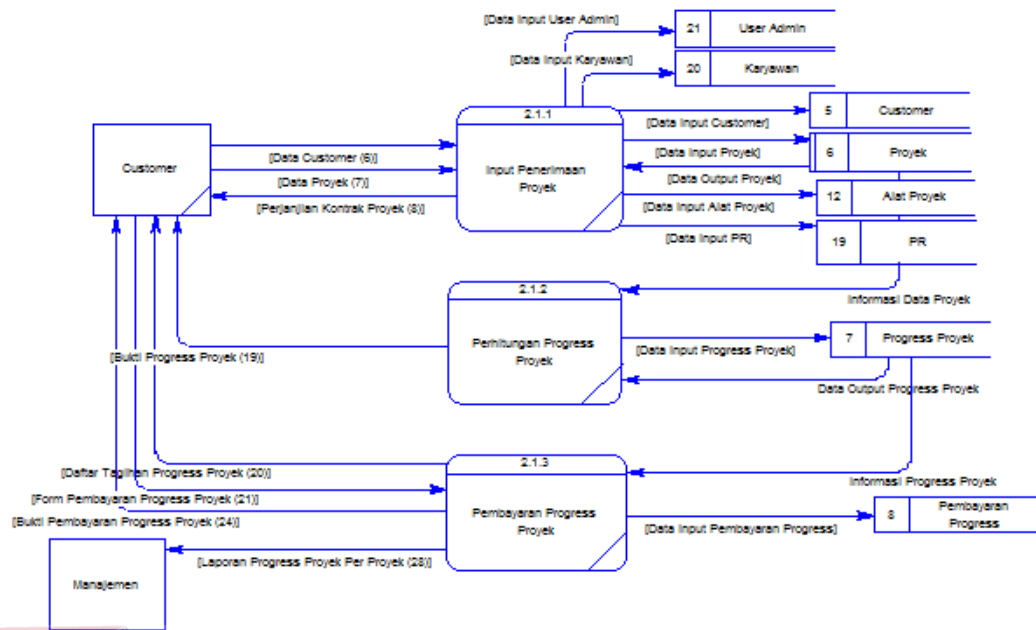 [Data Input User Admin]
21 User Admin
[Data Input Karyawan]
20 Karyawan
2.1.1
Input Penerimaan
Proyek
[Data Input Customer]
5 Customer
Customer
[Data Customer (6)]
[Data Input Proyek]
6 Proyek
[Data Proyek (7)]
[Data Output Proyek]
[Perjanjian Kontrak Proyek (8)]
[Data Input Alat Proyek]
12 Alat Proyek
[Data Input PR]
19 PR
2.1.2
Perhitungan Progress
Proyek
Informasi Data Proyek
[Bukti Progress Proyek (19)]
[Data Input Progress Proyek]
7 Progress Proyek
Data Output Progress Proyek
2.1.3
Pembayaran Progress
Proyek
[Daftar Tagihan Progress Proyek (20)]
Informasi Progress Proyek
[Form Pembayaran Progress Proyek (21)]
[Bukti Pembayaran Progress Proyek (24)]
[Data Input Pembayaran Progress]
8 Pembayaran
Progress
[Laporan Progress Proyek Per Proyek (28)]
Manajemen